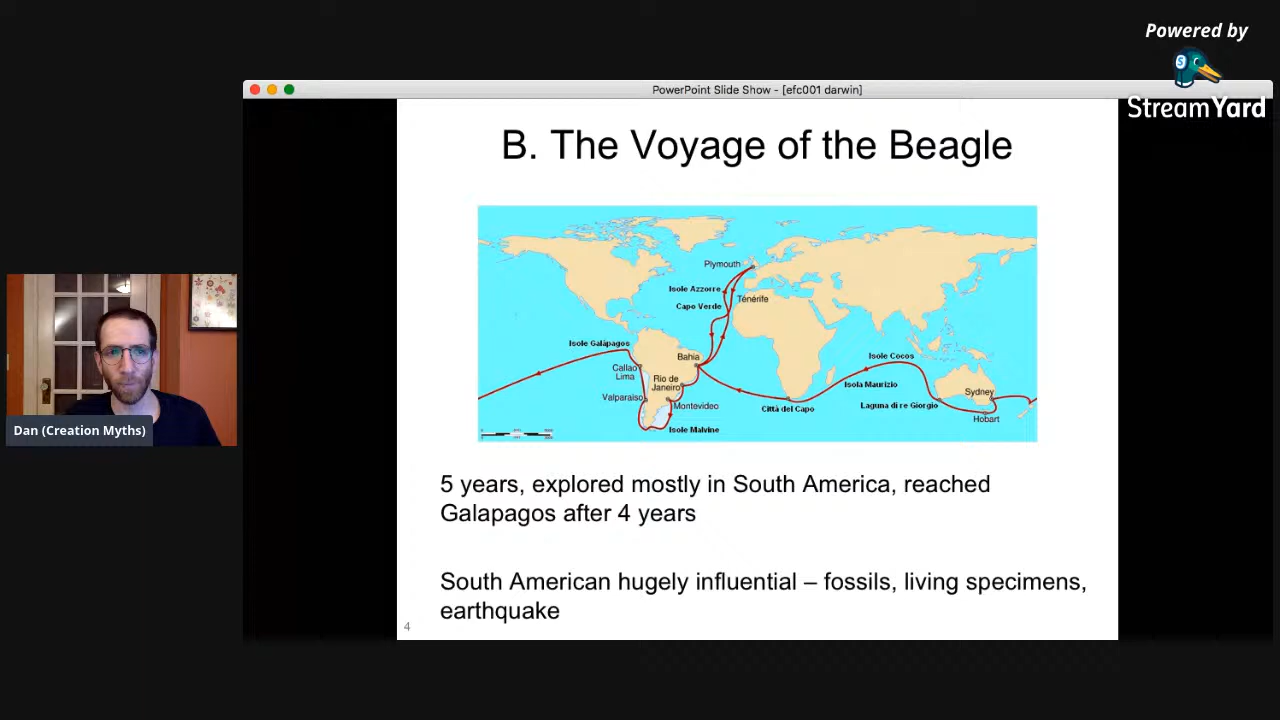 Powered by
StreamYard
PowerPoint Slide Show - [efc001 darwin]
B. The Voyage of the Beagle
Plymouth
Isole Azzorre
Ténérife
Capo Verde
Isole Galápagos
Bahia
Isole Cocos
Callao
Lima
Rio de
Janeiro
Isola Maurizio
Sydney
Valparaiso
Montevideo
Città del Capo
Laguna di re Giorgio
Hobart
Isole Malvine
5 years, explored mostly in South America, reached
Galapagos after 4 years
South American hugely influential – fossils, living specimens,
earthquake
4
Dan (Creation Myths)